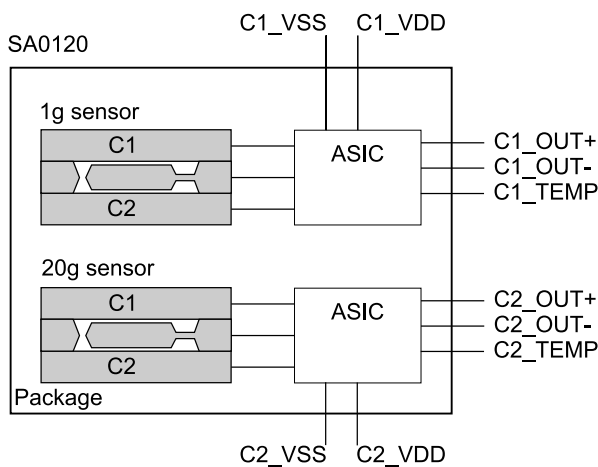 C1_VSS C1_VDD
SA0120
1g sensor
C1
ASIC
C1_OUT+
C1_OUT-
C1_TEMP
C2
20g sensor
C1
ASIC
C2_OUT+
C2_OUT-
C2_TEMP
C2
Package
C2_VSS C2_VDD